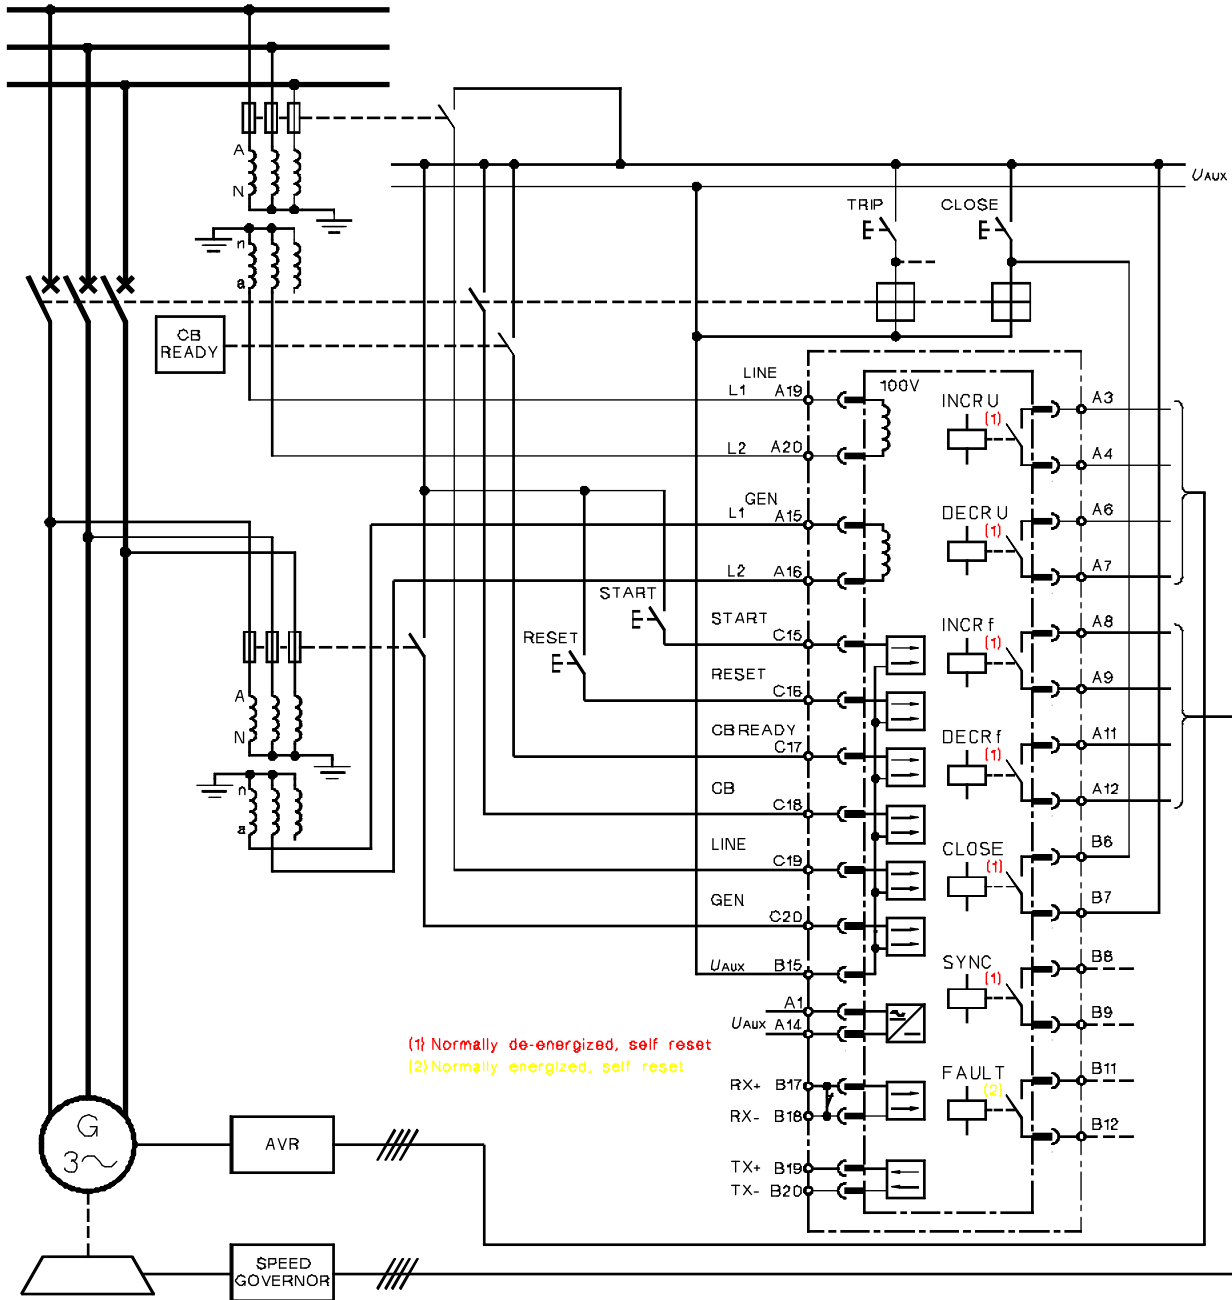 UAUX
TRIP CLOSE
A
N
n
a
CB
READY
LINE
L1 A19
100V
INCR U
(1)
A3
L2 A20
A4
GEN
L1 A15
DECR U
(1)
A6
L2 A16
A7
START
START
C15
INCR f
(1)
A8
RESET
RESET
C16
A9
CB READY
C17
DECR f
(1)
A11
A
N
n
a
CB
C18
A12
LINE
C19
CLOSE
(1)
B6
GEN
C20
B7
UAUX B15
SYNC
(1)
B8
A1
UAUX A14
B9
(1) Normally de-energized, self reset
(2) Normally energized, self reset
RX+ B17
FAULT
(2)
B11
RX- B18
B12
G
3~
AVR
TX+ B19
TX- B20
SPEED
GOVERNOR